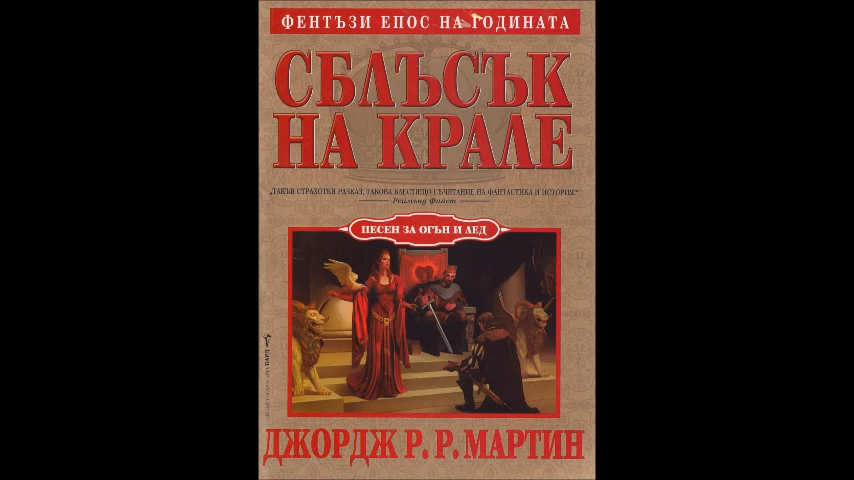 ФЕНТЪЗИ ЕПОС НА ГОДИНАТА
СБЛЪСЪК
НА КРАЛЕ
„ТАКЪВ СТРАХОТЕН РАЗКАЗ, ТАКОВА БЛЕСТЯЩО СЪЧЕТАНИЕ НА ФАНТАСТИКА И ИСТОРИЯ!“
Реймънд Фийст
ПЕСЕН ЗА ОГЪН И ЛЕД
ДЖОРДЖ Р. Р. МАРТИН